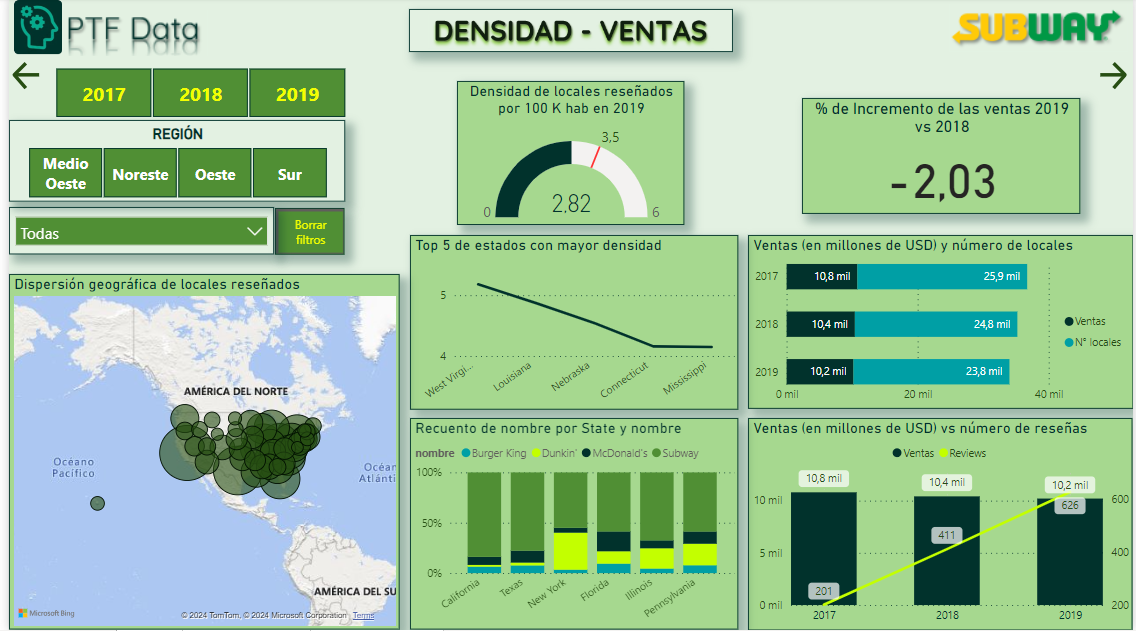 PTF Data
DENSIDAD - VENTAS
SUBWAY
2017
2018
2019
REGIÓN
Medio
Oeste
Noreste
Oeste
Sur
Todas
Borrar
filtros
Densidad de locales reseñados
por 100 K hab en 2019
3,5
0
2,82
6
% de Incremento de las ventas 2019
vs 2018
-2,03
Dispersión geográfica de locales reseñados
AMÉRICA DEL NORTE
Océano
Pacífico
Océan
Atlánti
AMÉRICA DEL SU
Microsoft Bing
© 2024 TomTom, © 2024 Microsoft Corporation Terms
Top 5 de estados con mayor densidad
5
4
West Virgi...
Louisiana
Nebraska
Connecticut
Mississippi
Ventas (en millones de USD) y número de locales
2017
10,8 mil
25,9 mil
2018
10,4 mil
24,8 mil
2019
10,2 mil
23,8 mil
0 mil
20 mil
40 mil
Ventas
N° locales
Recuento de nombre por State y nombre
nombre Burger King Dunkin' McDonald's Subway
100%
50%
0%
California
Texas
New York
Florida
Illinois
Pennsylvania
Ventas (en millones de USD) vs número de reseñas
Ventas Reviews
10,8 mil
10,4 mil
10,2 mil
10 mil
5 mil
0 mil
201
411
626
600
400
200
2017
2018
2019